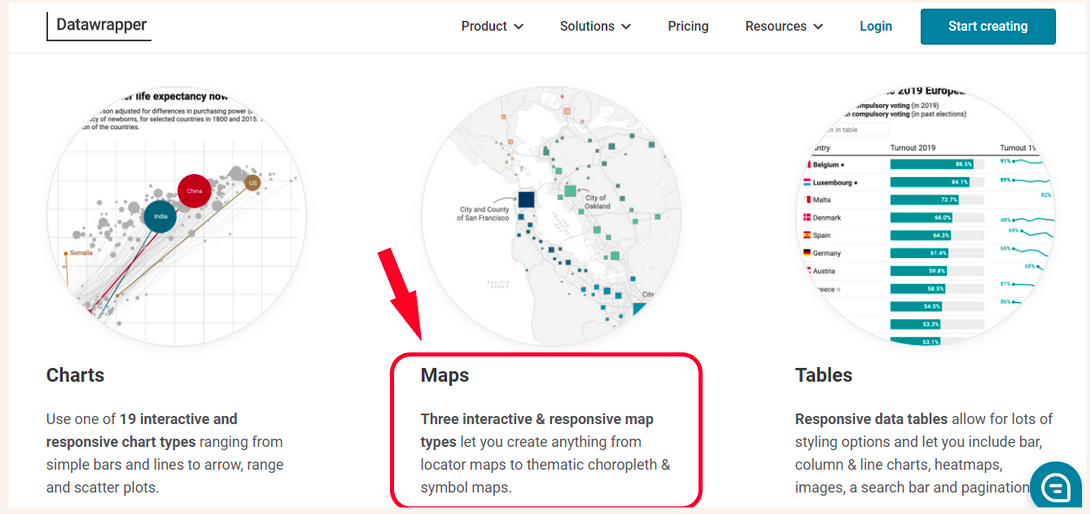 Datawrapper
Product
Solutions
Pricing
Resources
Login
Start creating
life expectancy now
son adjusted for differences in purchasing power
cy of newborns, for selected countries in 1800 and 2015.
on of the countries.
China
US
India
Somalia
City and County
of San Francisco
City of
Oakland
PACIFIC
OCEAN
City
2019 Europe
compulsory voting (in 2019)
n compulsory voting (in past elections)
ch in table
ntry Turnout 2019 Turnout 19
Belgium 88.5% 91%
Luxembourg 84.1% 89%
Malta 72.7% 82%
Denmark 66.0% 48%
Spain 64.3% 69%
Germany 61.4% 66%
Austria 59.8% 68%
reece 58.5% 81%
54.5% 86%
53.3%
53.1%
Charts
Use one of 19 interactive and
responsive chart types ranging from
simple bars and lines to arrow, range
and scatter plots.
Maps
Three interactive & responsive map
types let you create anything from
locator maps to thematic choropleth &
symbol maps.
Tables
Responsive data tables allow for lots of
styling options and let you include bar,
column & line charts, heatmaps,
images, a search bar and pagination